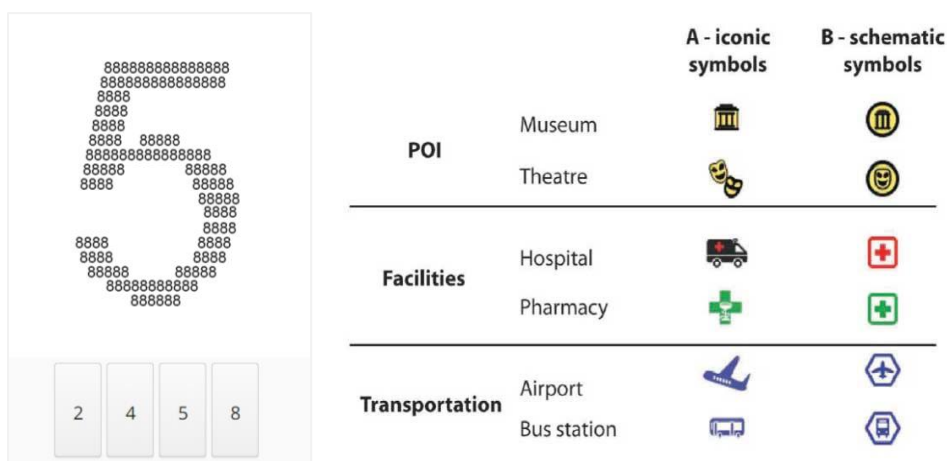 888888888888888
888888888888888
8888
8888
8888
8888 88888
888888888888888
88888 88888
8888 88888
88888
8888
8888
8888 8888
8888 8888
88888 88888
88888888888
888888
2 4 5 8
A - iconic symbols
B - schematic symbols
POI
Museum
Theatre
Facilities
Hospital
Pharmacy
Transportation
Airport
Bus station